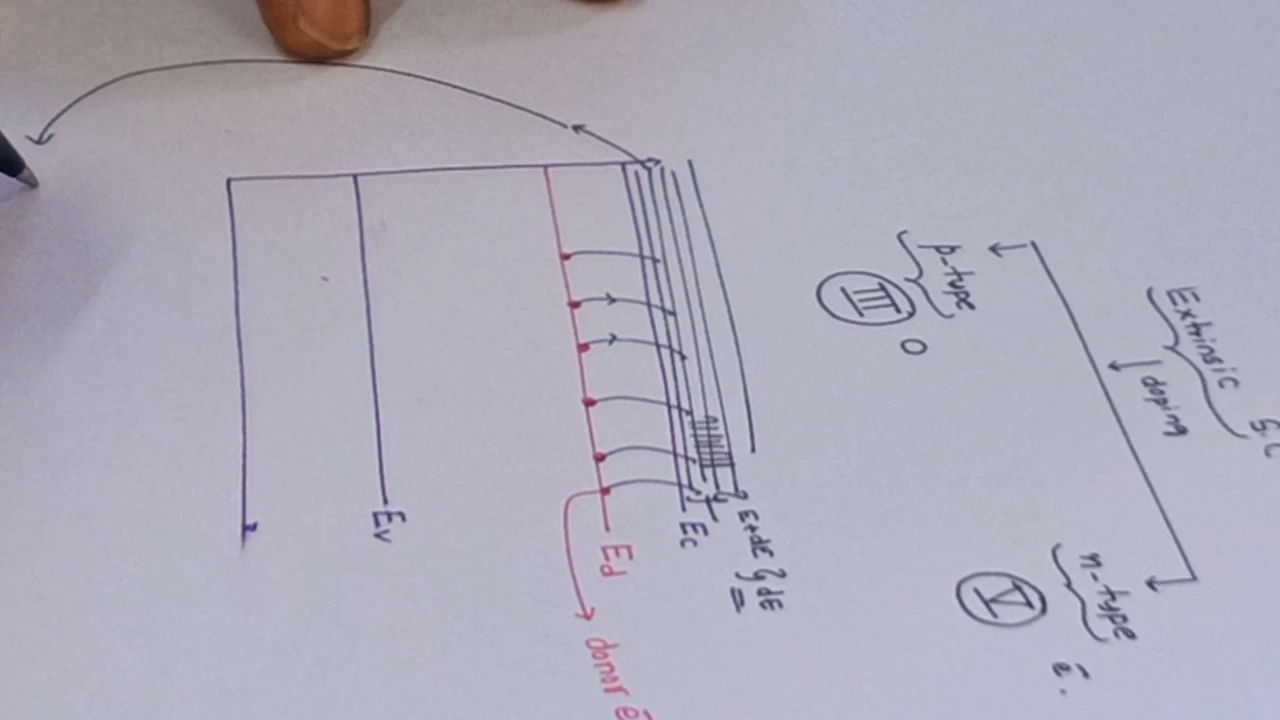 Extrinsic S.C
doping
p-type
n-type
III
V
o
ē.
E+dE } dE
E
Ec
Ed
donor ē
Ev